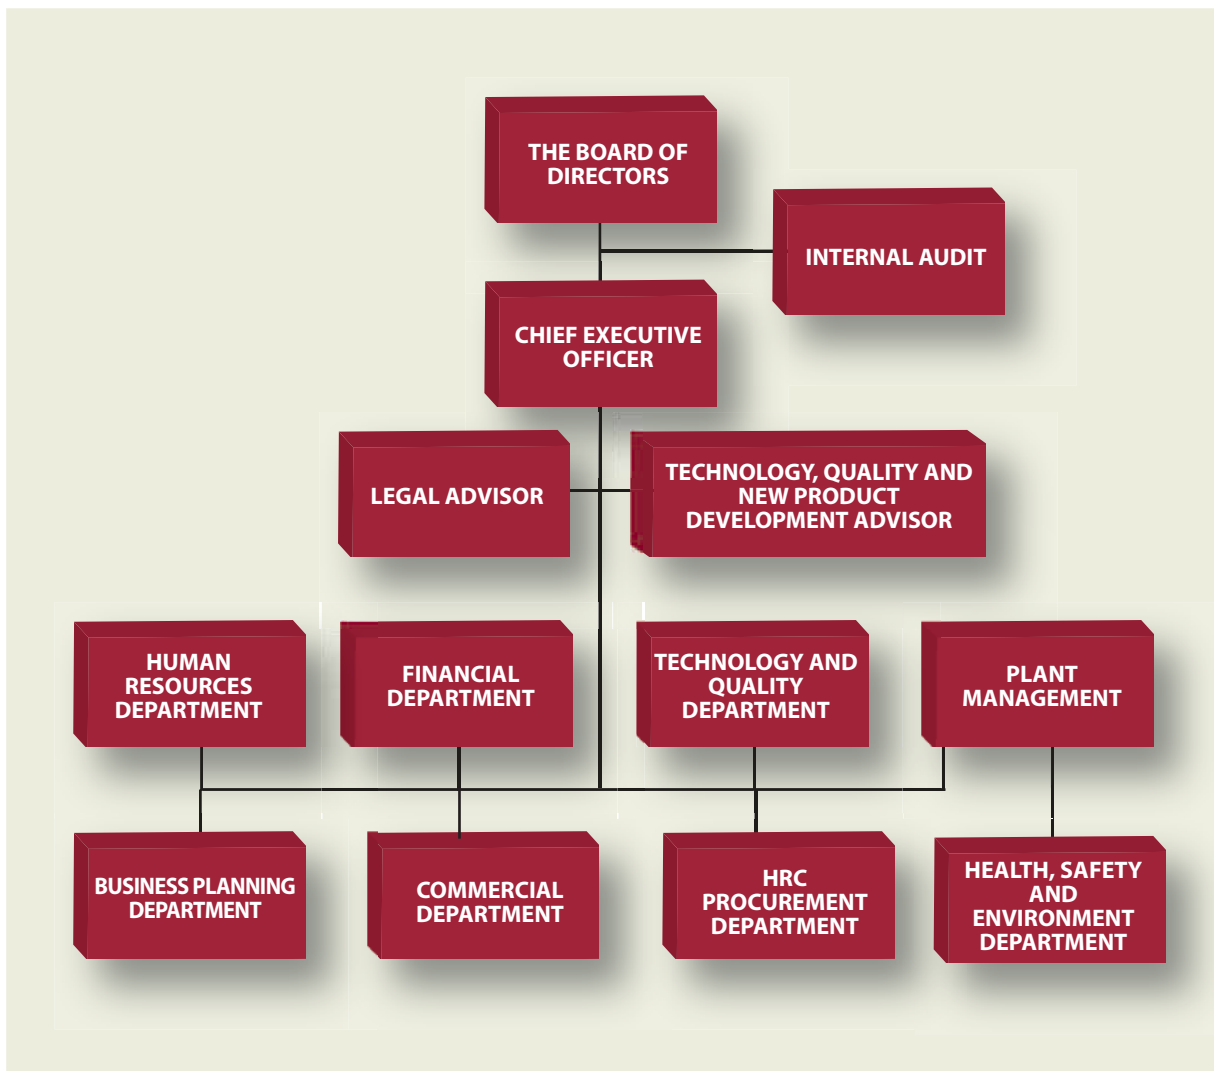 THE BOARD OF
DIRECTORS
INTERNAL AUDIT
CHIEF EXECUTIVE
OFFICER
LEGAL ADVISOR
TECHNOLOGY, QUALITY AND
NEW PRODUCT
DEVELOPMENT ADVISOR
HUMAN
RESOURCES
DEPARTMENT
FINANCIAL
DEPARTMENT
TECHNOLOGY AND
QUALITY
DEPARTMENT
PLANT
MANAGEMENT
BUSINESS PLANNING
DEPARTMENT
COMMERCIAL
DEPARTMENT
HRC
PROCUREMENT
DEPARTMENT
HEALTH, SAFETY
AND
ENVIRONMENT
DEPARTMENT